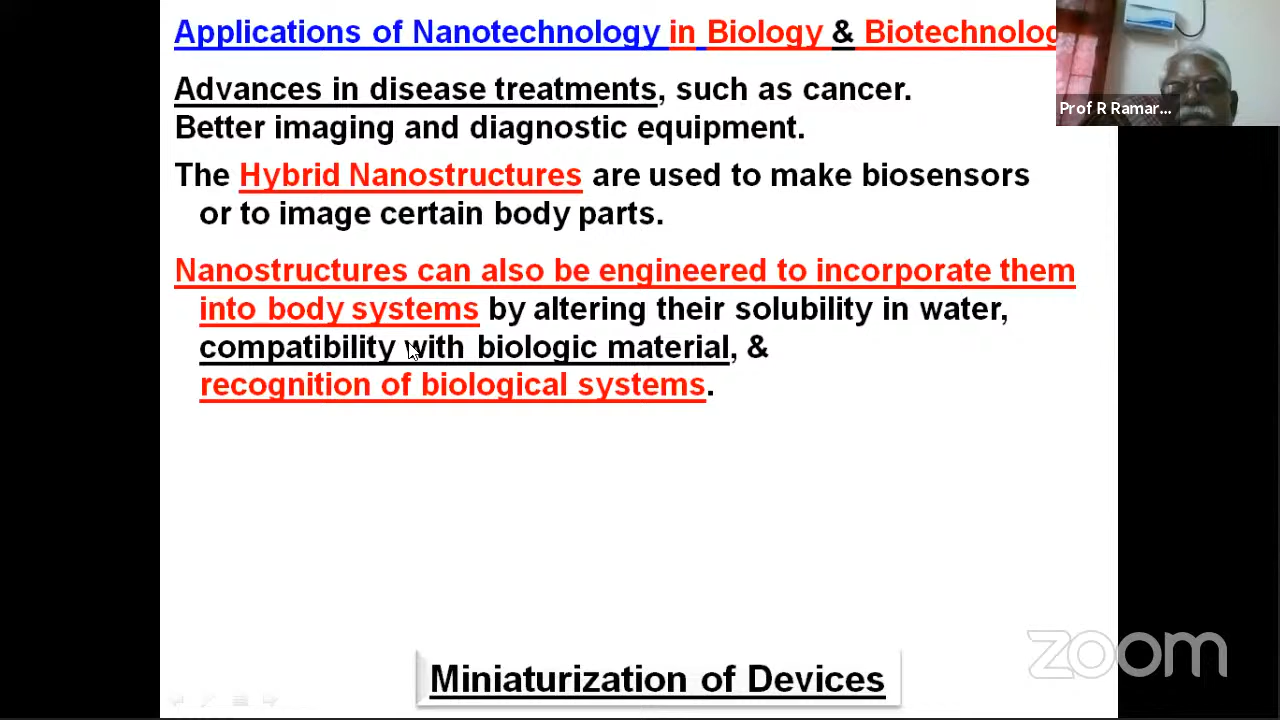 Applications of Nanotechnology in Biology & Biotechnolog
Prof R Ramar...
Advances in disease treatments, such as cancer.
Better imaging and diagnostic equipment.
The Hybrid Nanostructures are used to make biosensors
or to image certain body parts.
Nanostructures can also be engineered to incorporate them
into body systems by altering their solubility in water,
compatibility with biologic material, &
recognition of biological systems.
zoom
Miniaturization of Devices